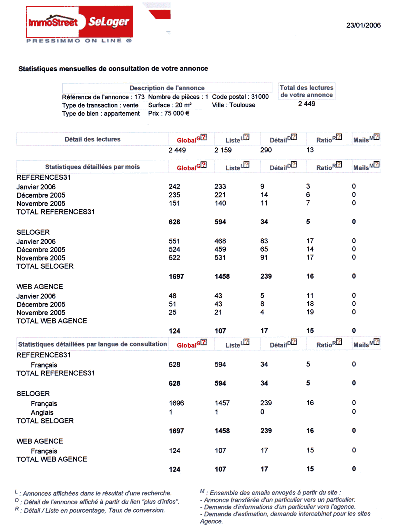 ImmoStreet SeLoger
PRESSIMMO ON LINE ®
23/01/2006
Statistiques mensuelles de consultation de votre annonce
Description de l'annonce Total des lectures de votre annonce
Référence de l'annonce : 173 Nombre de pièces : 1 Code postal : 31000
Type de transaction : vente Surface : 20 m² Ville : Toulouse 2 449
Type de bien : appartement Prix : 75 000 €
Détail des lectures Global G? Liste L? Détail D? Ratio R? Mails M?
2 449 2 159 290 13
Statistiques détaillées par mois Global G? Liste L? Détail D? Ratio R? Mails M?
REFERENCES31
Janvier 2006 242 233 9 3 0
Décembre 2005 235 221 14 6 0
Novembre 2005 151 140 11 7 0
TOTAL REFERENCES31
628 594 34 5 0
SELOGER
Janvier 2006 551 468 83 17 0
Décembre 2005 524 459 65 14 0
Novembre 2005 622 531 91 17 0
TOTAL SELOGER
1697 1458 239 16 0
WEB AGENCE
Janvier 2006 48 43 5 11 0
Décembre 2005 51 43 8 18 0
Novembre 2005 25 21 4 19 0
TOTAL WEB AGENCE
124 107 17 15 0
Statistiques détaillées par langue de consultation Global G? Liste L? Détail D? Ratio R? Mails M?
REFERENCES31
Français 628 594 34 5 0
TOTAL REFERENCES31
628 594 34 5 0
SELOGER
Français 1696 1457 239 16 0
Anglais 1 1 0 0
TOTAL SELOGER
1697 1458 239 16 0
WEB AGENCE
Français 124 107 17 15 0
TOTAL WEB AGENCE
124 107 17 15 0
L : Annonces affichées dans le résultat d'une recherche
D : Détail de l'annonce affiché à partir du lien "plus d'infos".
R : Détail / Liste en pourcentage, Taux de conversion.
M : Ensemble des emails envoyés à partir du site :
- Annonce transférée d'un particulier vers un particulier.
- Demande d'informations d'un particulier vers l'agence.
- Demande d'estimation, demande intercabinet pour les sites
Agence.